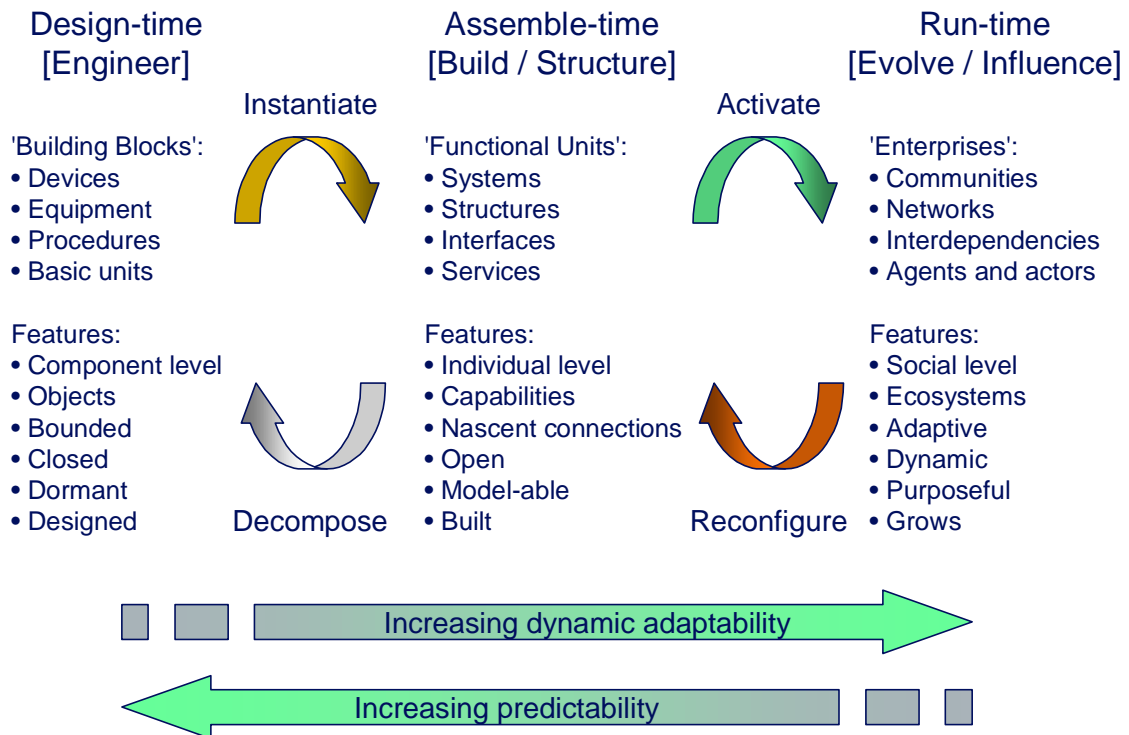 Design-time
[Engineer]
Assemble-time
[Build / Structure]
Run-time
[Evolve / Influence]
Instantiate
Activate
'Building Blocks':
• Devices
• Equipment
• Procedures
• Basic units
'Functional Units':
• Systems
• Structures
• Interfaces
• Services
'Enterprises':
• Communities
• Networks
• Interdependencies
• Agents and actors
Features:
• Component level
• Objects
• Bounded
• Closed
• Dormant
• Designed
Features:
• Individual level
• Capabilities
• Nascent connections
• Open
• Model-able
• Built
Features:
• Social level
• Ecosystems
• Adaptive
• Dynamic
• Purposeful
• Grows
Decompose
Reconfigure
Increasing dynamic adaptability
Increasing predictability